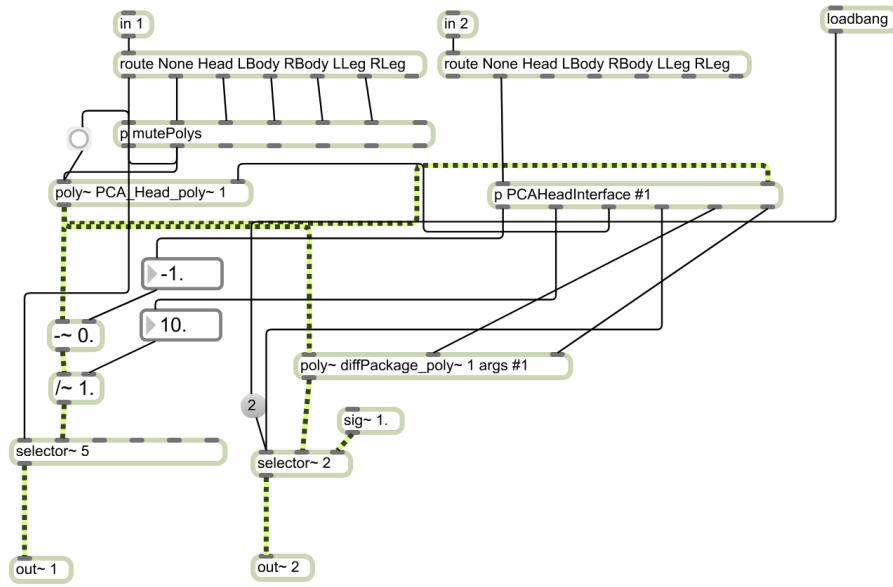 in 1
in 2
loadbang
route None Head LBody RBody LLeg RLeg
route None Head LBody RBody LLeg RLeg
p mutePolys
poly~ PCA_Head_poly~ 1
p PCAHeadInterface #1
-1.
10.
-~ 0.
poly~ diffPackage_poly~ 1 args #1
/~ 1.
2
sig~ 1.
selector~ 5
selector~ 2
out~ 1
out~ 2